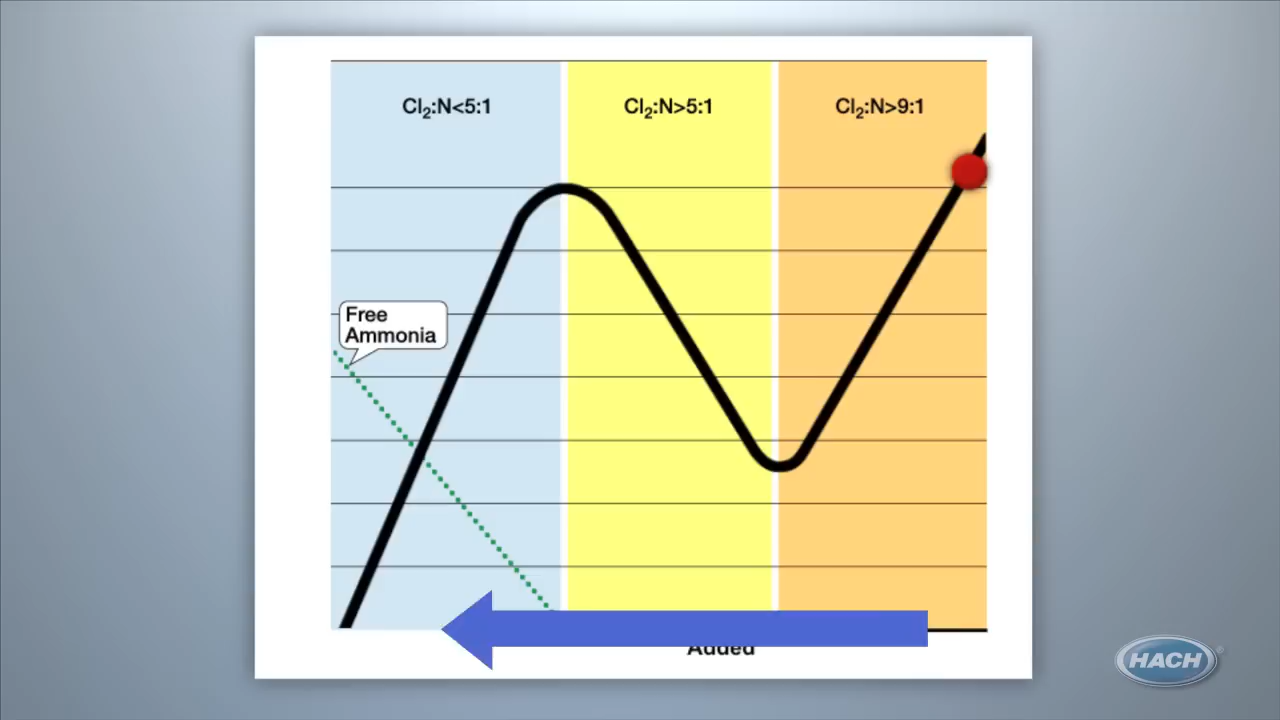 Cl₂:N<5:1
Cl₂:N>5:1
Cl₂:N>9:1
Free
Ammonia
Added
HACH